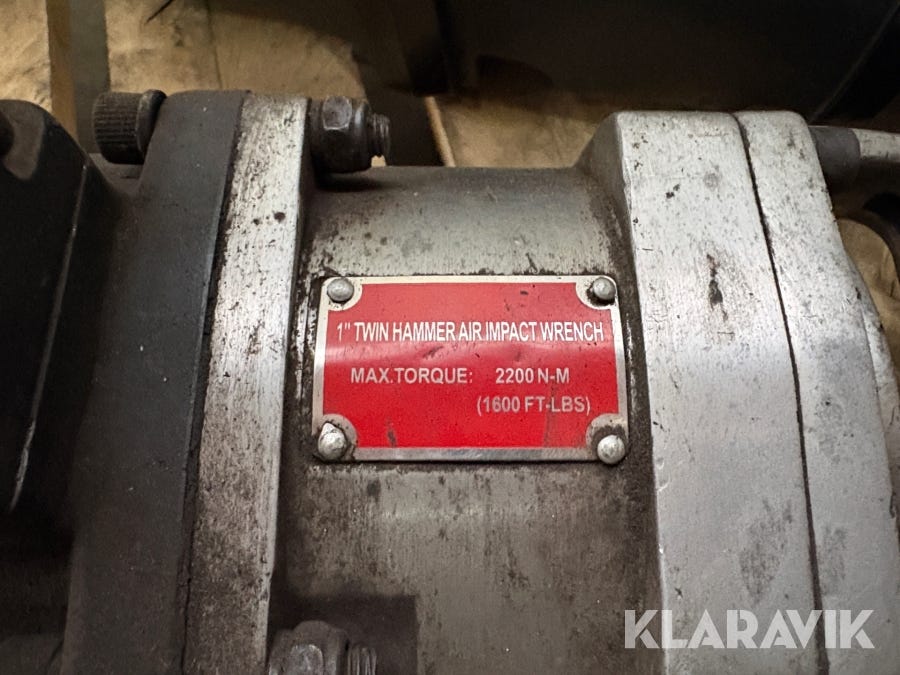 1" TWIN HAMMER AIR IMPACT WRENCH
MAX.TORQUE: 2200 N-M
(1600 FT-LBS)
KLARAVIK